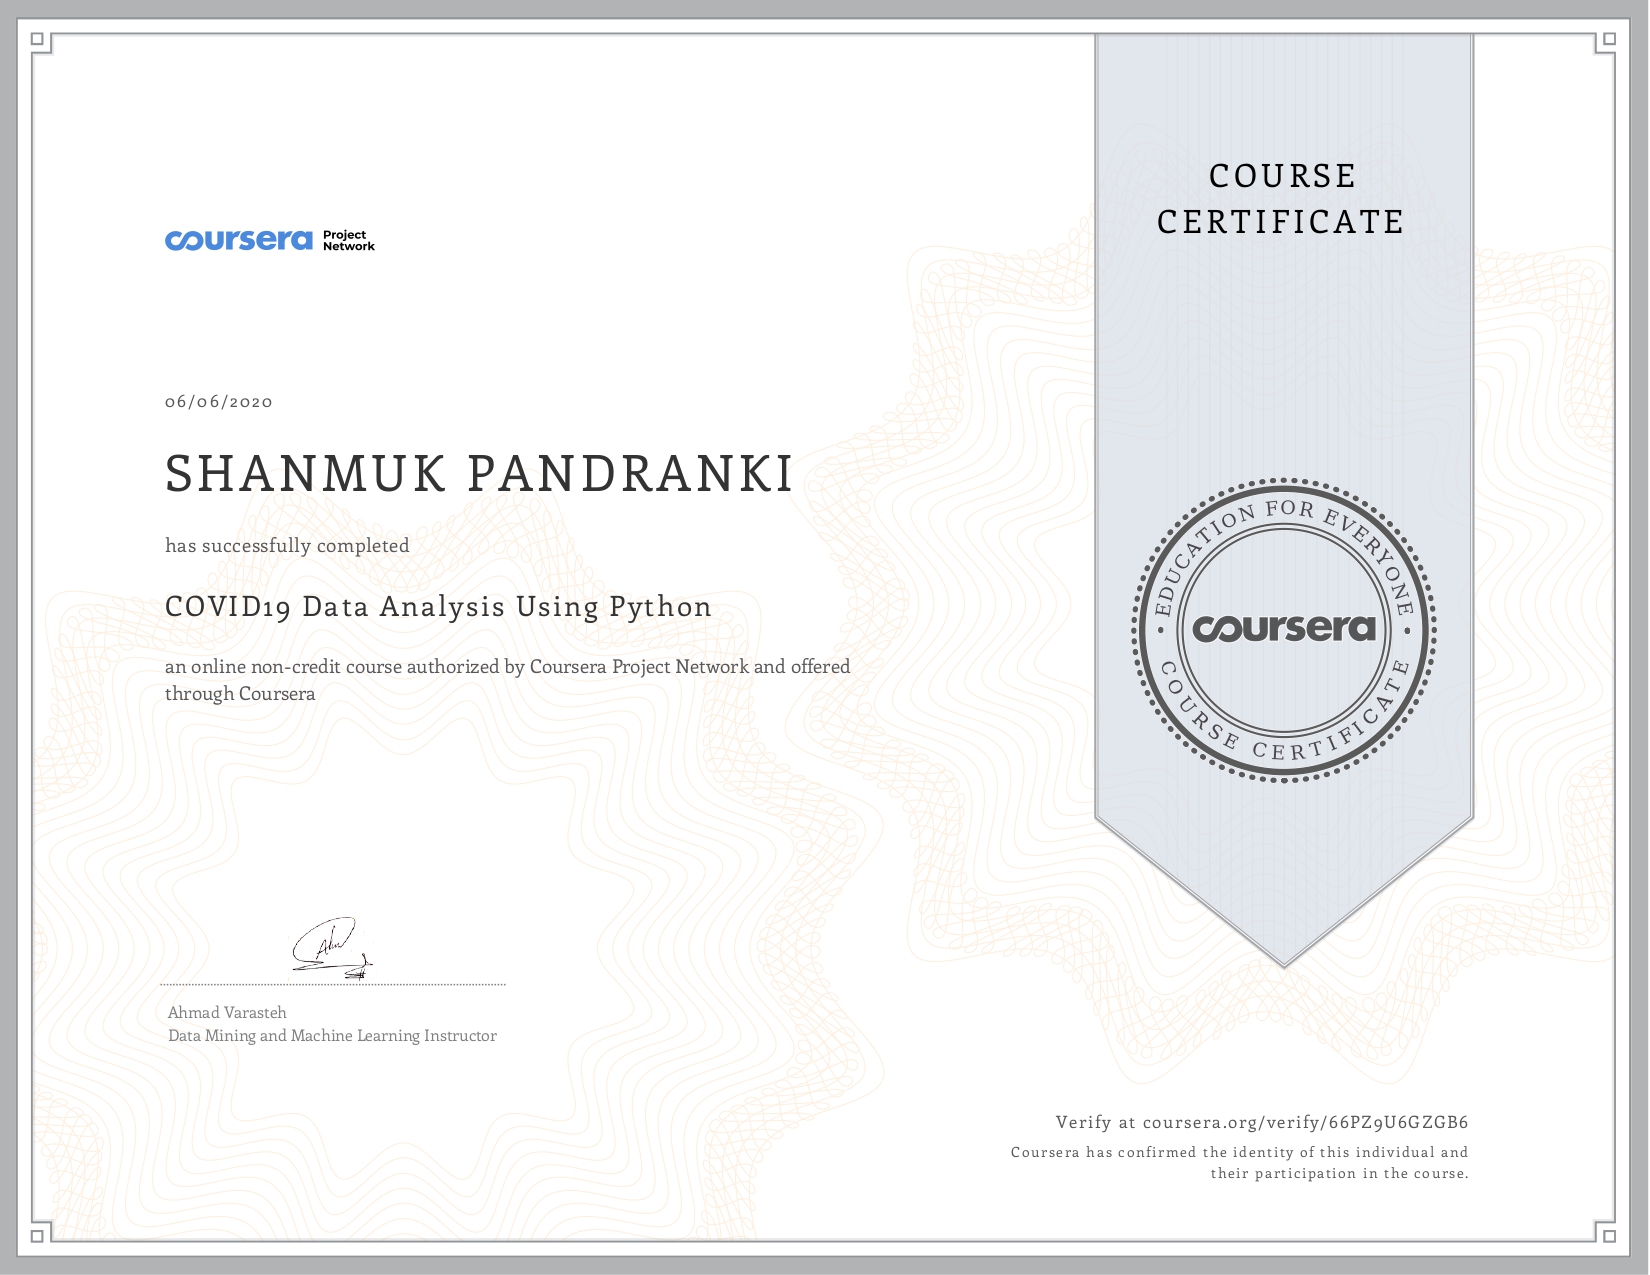 COURSE
CERTIFICATE
coursera Project
Network
06/06/2020
SHANMUK PANDRANKI
has successfully completed
COVID19 Data Analysis Using Python
an online non-credit course authorized by Coursera Project Network and offered
through Coursera
EDUCATION FOR EVERYONE
coursera
COURSE CERTIFICATE
Ahmad Varasteh
Data Mining and Machine Learning Instructor
Verify at coursera.org/verify/66PZ9U6GZGB6
Coursera has confirmed the identity of this individual and
their participation in the course.